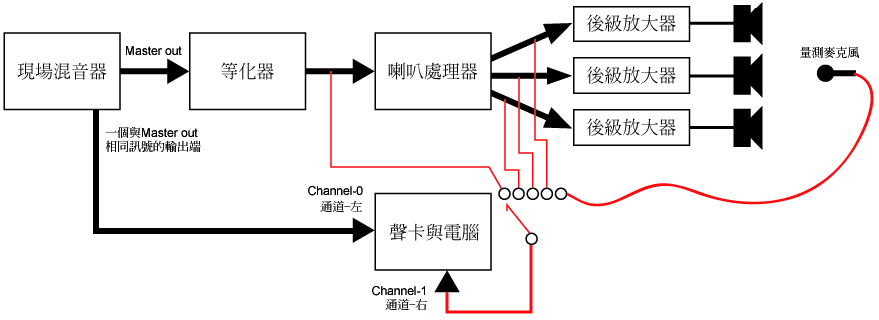 Master out
現場混音器
等化器
喇叭處理器
後級放大器
後級放大器
後級放大器
量測麥克風
一個與Master out
相同訊號的輸出端
Channel-0
通道-左
聲卡與電腦
Channel-1
通道-右